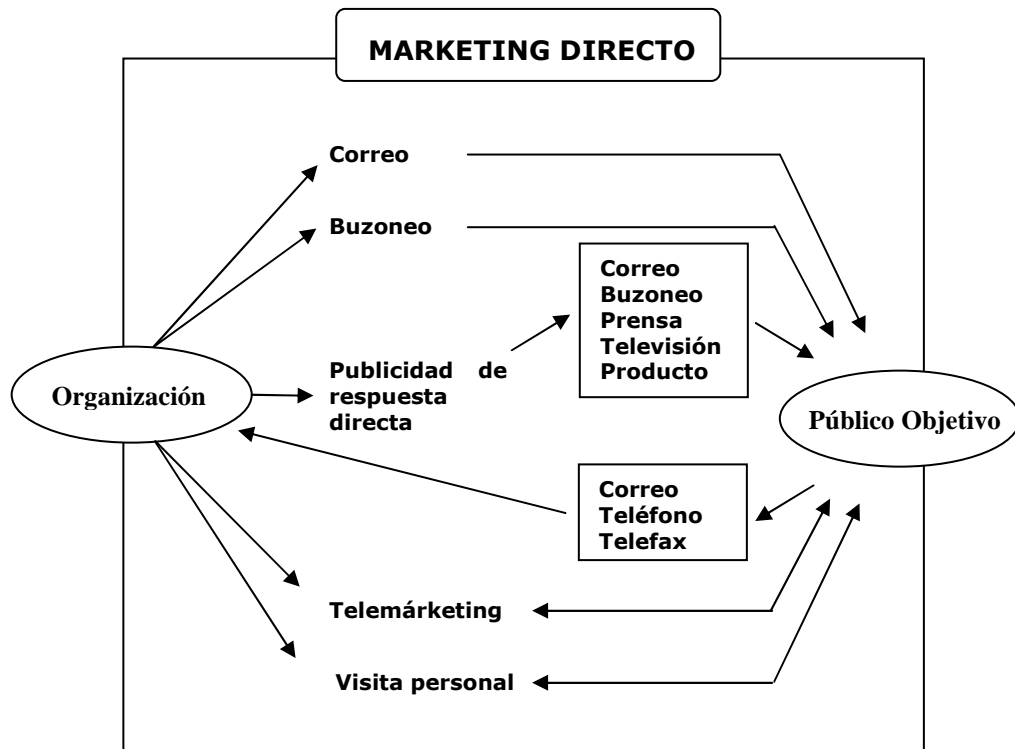 MARKETING DIRECTO
Correo
Buzoneo
Correo
Buzoneo
Prensa
Televisión
Producto
Publicidad de
respuesta
directa
Organización
Público Objetivo
Correo
Teléfono
Telefax
Telemárketing
Visita personal